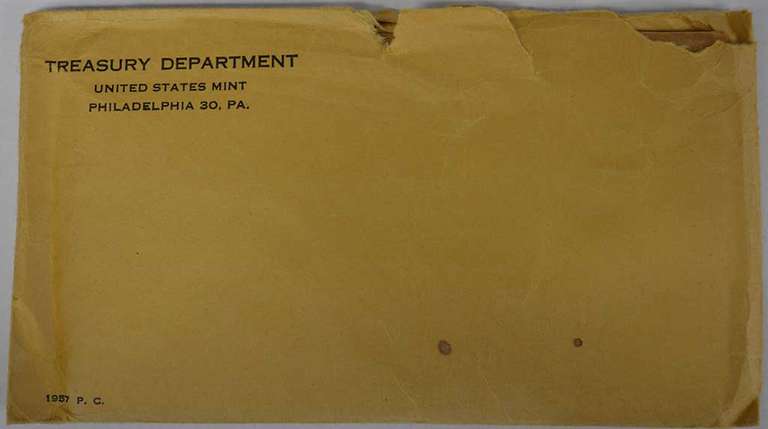 TREASURY DEPARTMENT
UNITED STATES MINT
PHILADELPHIA 30, PA.
1957 P. C.